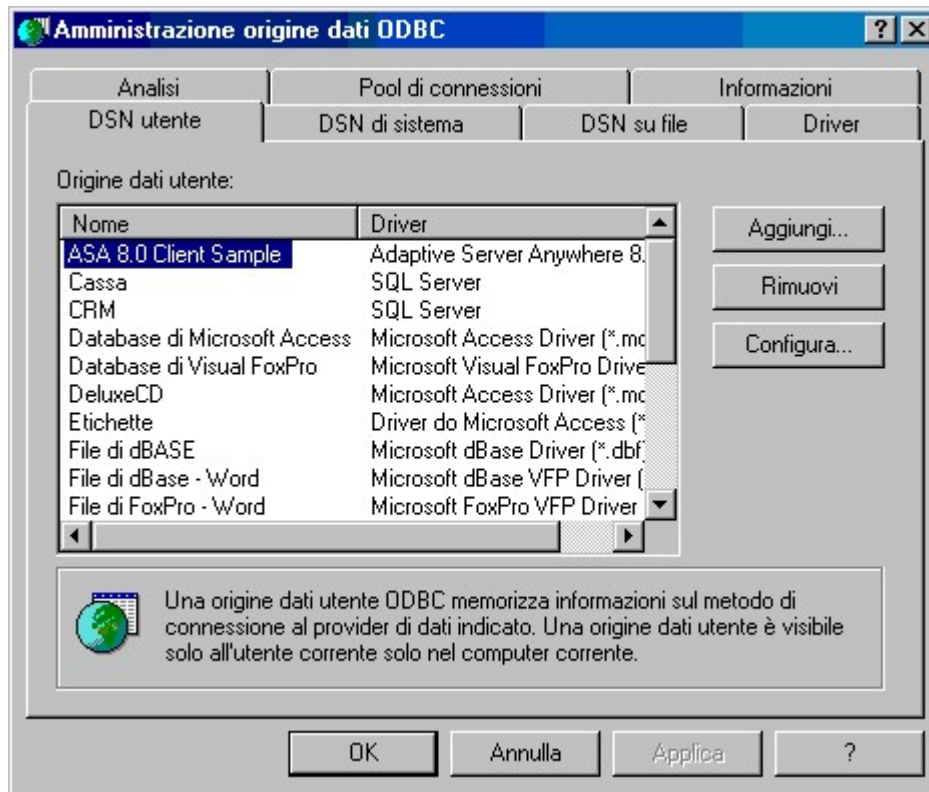 Amministrazione origine dati ODBC
Analisi Pool di connessioni Informazioni
DSN utente DSN di sistema DSN su file Driver
Origine dati utente:
Nome Driver
ASA 8.0 Client Sample Adaptive Server Anywhere 8.
Cassa SQL Server
CRM SQL Server
Database di Microsoft Access Microsoft Access Driver (*.md
Database di Visual FoxPro Microsoft Visual FoxPro Drive
DeluxeCD Microsoft Access Driver (*.md
Etichette Driver do Microsoft Access (*
File di dBASE Microsoft dBase Driver (*.dbf)
File di dBase - Word Microsoft dBase VFP Driver (
File di FoxPro - Word Microsoft FoxPro VFP Driver
Aggiungi...
Rimuovi
Configura...
Una origine dati utente ODBC memorizza informazioni sul metodo di
connessione al provider di dati indicato. Una origine dati utente è visibile
solo all'utente corrente solo nel computer corrente.
OK Annulla Applica ?